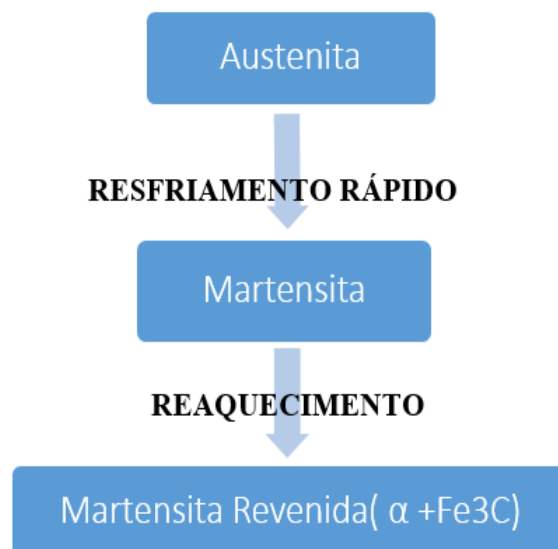 Austenita
RESFRIAMENTO RÁPIDO
Martensita
REAQUECIMENTO
Martensita Revenida( α +Fe3C)